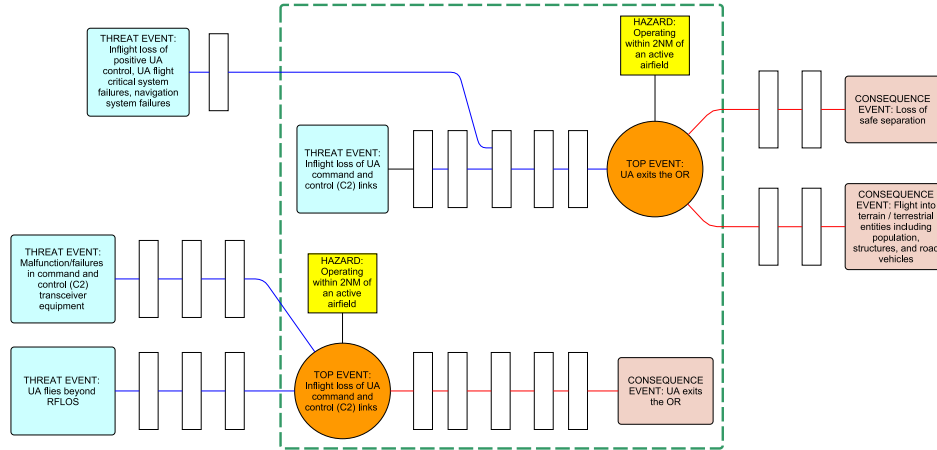 THREAT EVENT:
Inflight loss of
positive UA
control, UA flight
critical system
failures, navigation
system failures
HAZARD:
Operating
within 2NM of
an active
airfield
CONSEQUENCE
EVENT: Loss of
safe separation
THREAT EVENT:
Inflight loss of UA
command and
control (C2) links
TOP EVENT:
UA exits the OR
CONSEQUENCE
EVENT: Flight into
terrain / terrestrial
entities including
population,
structures, and road
vehicles
THREAT EVENT:
Malfunction/failures
in command and
control (C2)
transceiver
equipment
HAZARD:
Operating
within 2NM of
an active
airfield
THREAT EVENT:
UA flies beyond
RFLOS
TOP EVENT:
Inflight loss of UA
command and
control (C2) links
CONSEQUENCE
EVENT: UA exits
the OR